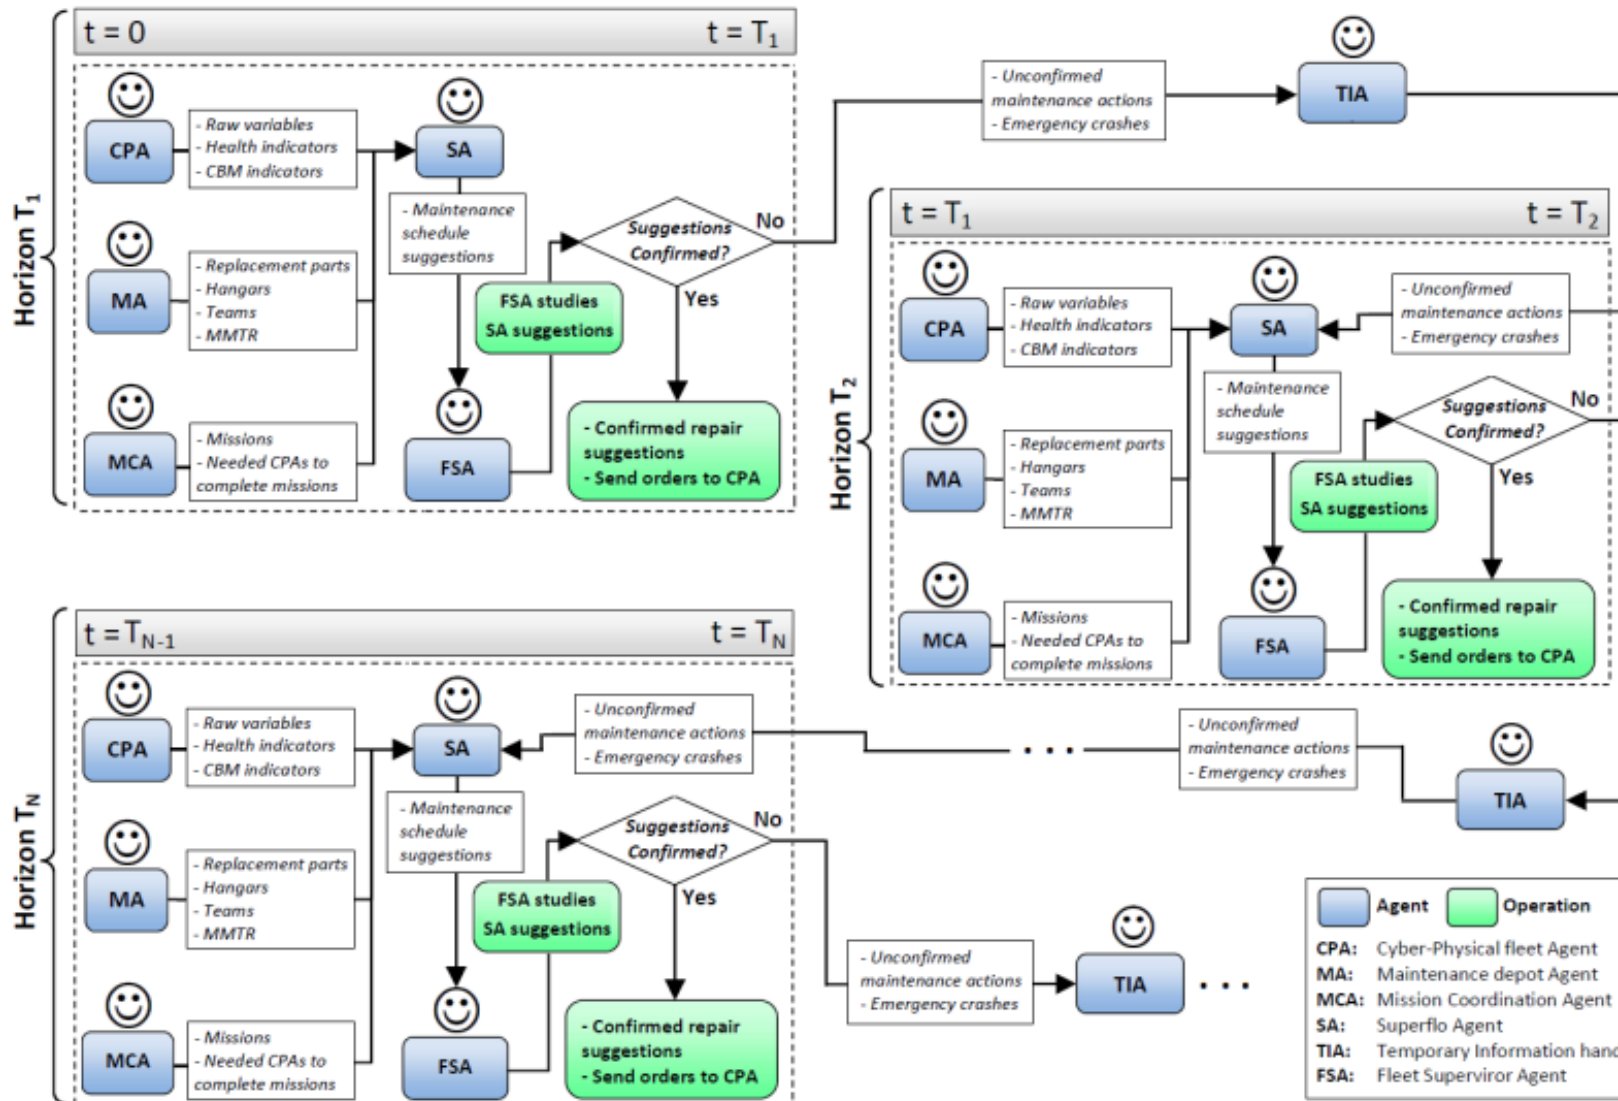 t = 0
t = T1
Horizon T1
CPA
- Raw variables
- Health indicators
- CBM indicators
SA
- Maintenance
schedule
suggestions
MA
- Replacement parts
- Hangars
- Teams
- MMTR
MCA
- Missions
- Needed CPAs to
complete missions
FSA
FSA studies
SA suggestions
Suggestions
Confirmed?
No
Yes
- Confirmed repair
suggestions
- Send orders to CPA
- Unconfirmed
maintenance actions
- Emergency crashes
TIA
t = T1
t = T2
Horizon T2
CPA
- Raw variables
- Health indicators
- CBM indicators
SA
- Unconfirmed
maintenance actions
- Emergency crashes
- Maintenance
schedule
suggestions
MA
- Replacement parts
- Hangars
- Teams
- MMTR
MCA
- Missions
- Needed CPAs to
complete missions
FSA
FSA studies
SA suggestions
Suggestions
Confirmed?
No
Yes
- Confirmed repair
suggestions
- Send orders to CPA
- Unconfirmed
maintenance actions
- Emergency crashes
TIA
. . .
t = TN-1
t = TN
Horizon TN
CPA
- Raw variables
- Health indicators
- CBM indicators
SA
- Unconfirmed
maintenance actions
- Emergency crashes
- Maintenance
schedule
suggestions
MA
- Replacement parts
- Hangars
- Teams
- MMTR
MCA
- Missions
- Needed CPAs to
complete missions
FSA
FSA studies
SA suggestions
Suggestions
Confirmed?
No
Yes
- Confirmed repair
suggestions
- Send orders to CPA
- Unconfirmed
maintenance actions
- Emergency crashes
TIA
. . .
Agent
Operation
CPA: Cyber-Physical fleet Agent
MA: Maintenance depot Agent
MCA: Mission Coordination Agent
SA: Superflo Agent
TIA: Temporary Information hand
FSA: Fleet Superviror Agent